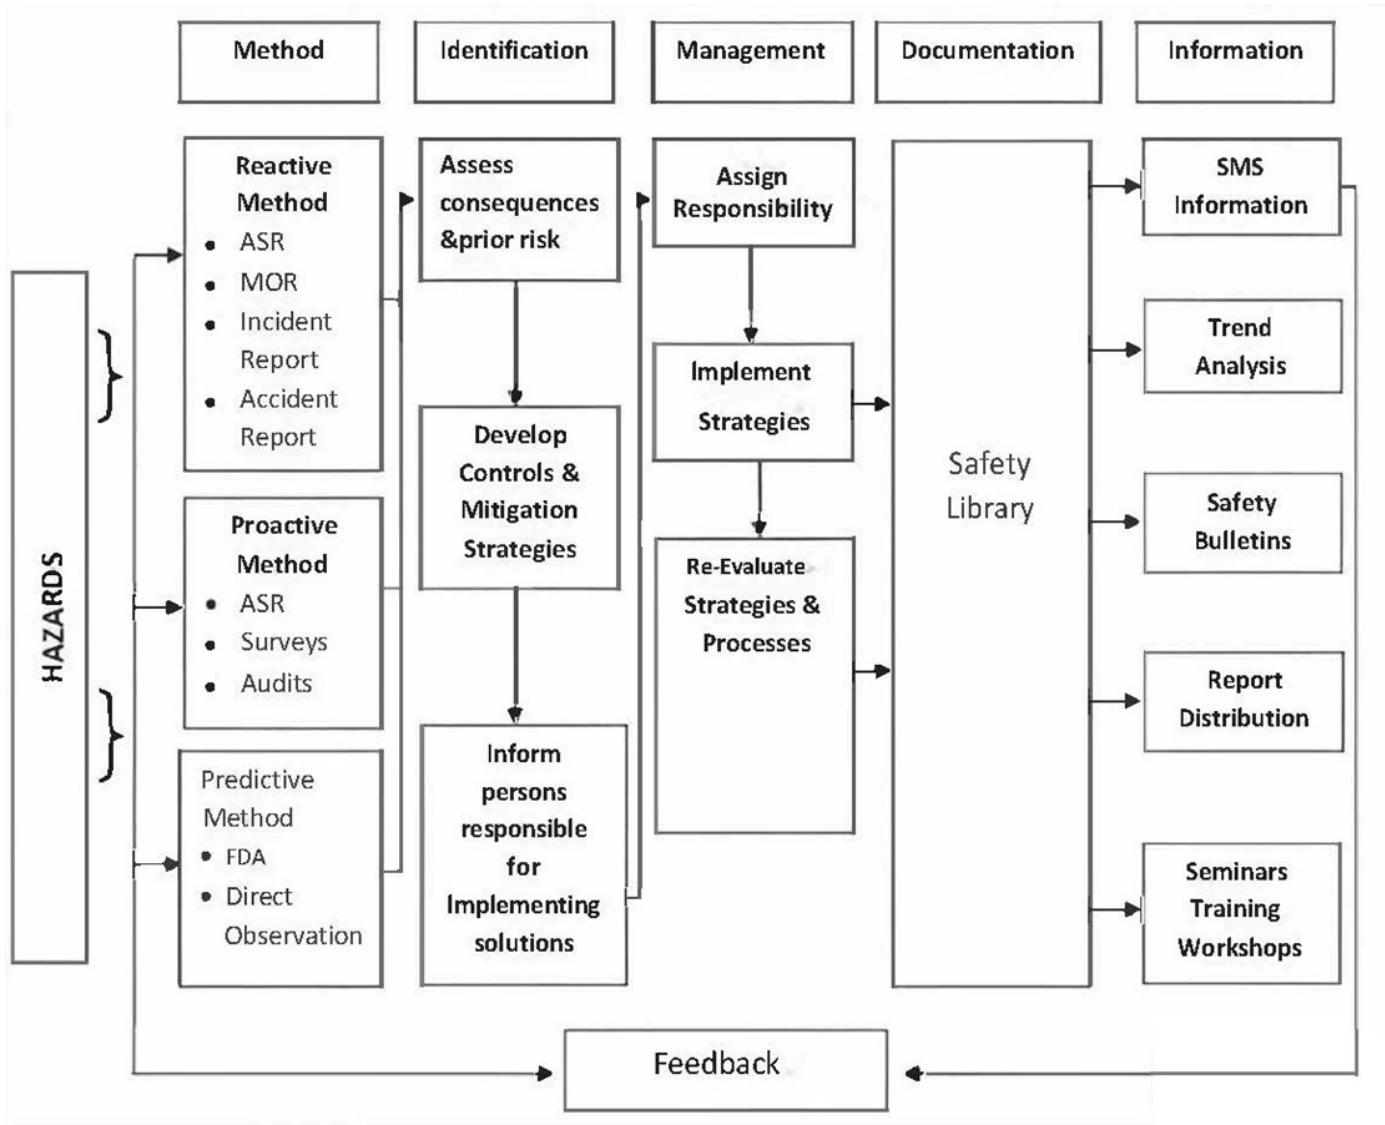 Method
Identification
Management
Documentation
Information
HAZARDS
Reactive
Method
• ASR
• MOR
• Incident
Report
• Accident
Report
Proactive
Method
• ASR
• Surveys
• Audits
Predictive
Method
• FDA
• Direct
Observation
Assess
consequences
&prior risk
Develop
Controls &
Mitigation
Strategies
Inform
persons
responsible
for
Implementing
solutions
Assign
Responsibility
Implement
Strategies
Re-Evaluate
Strategies &
Processes
Safety
Library
SMS
Information
Trend
Analysis
Safety
Bulletins
Report
Distribution
Seminars
Training
Workshops
Feedback